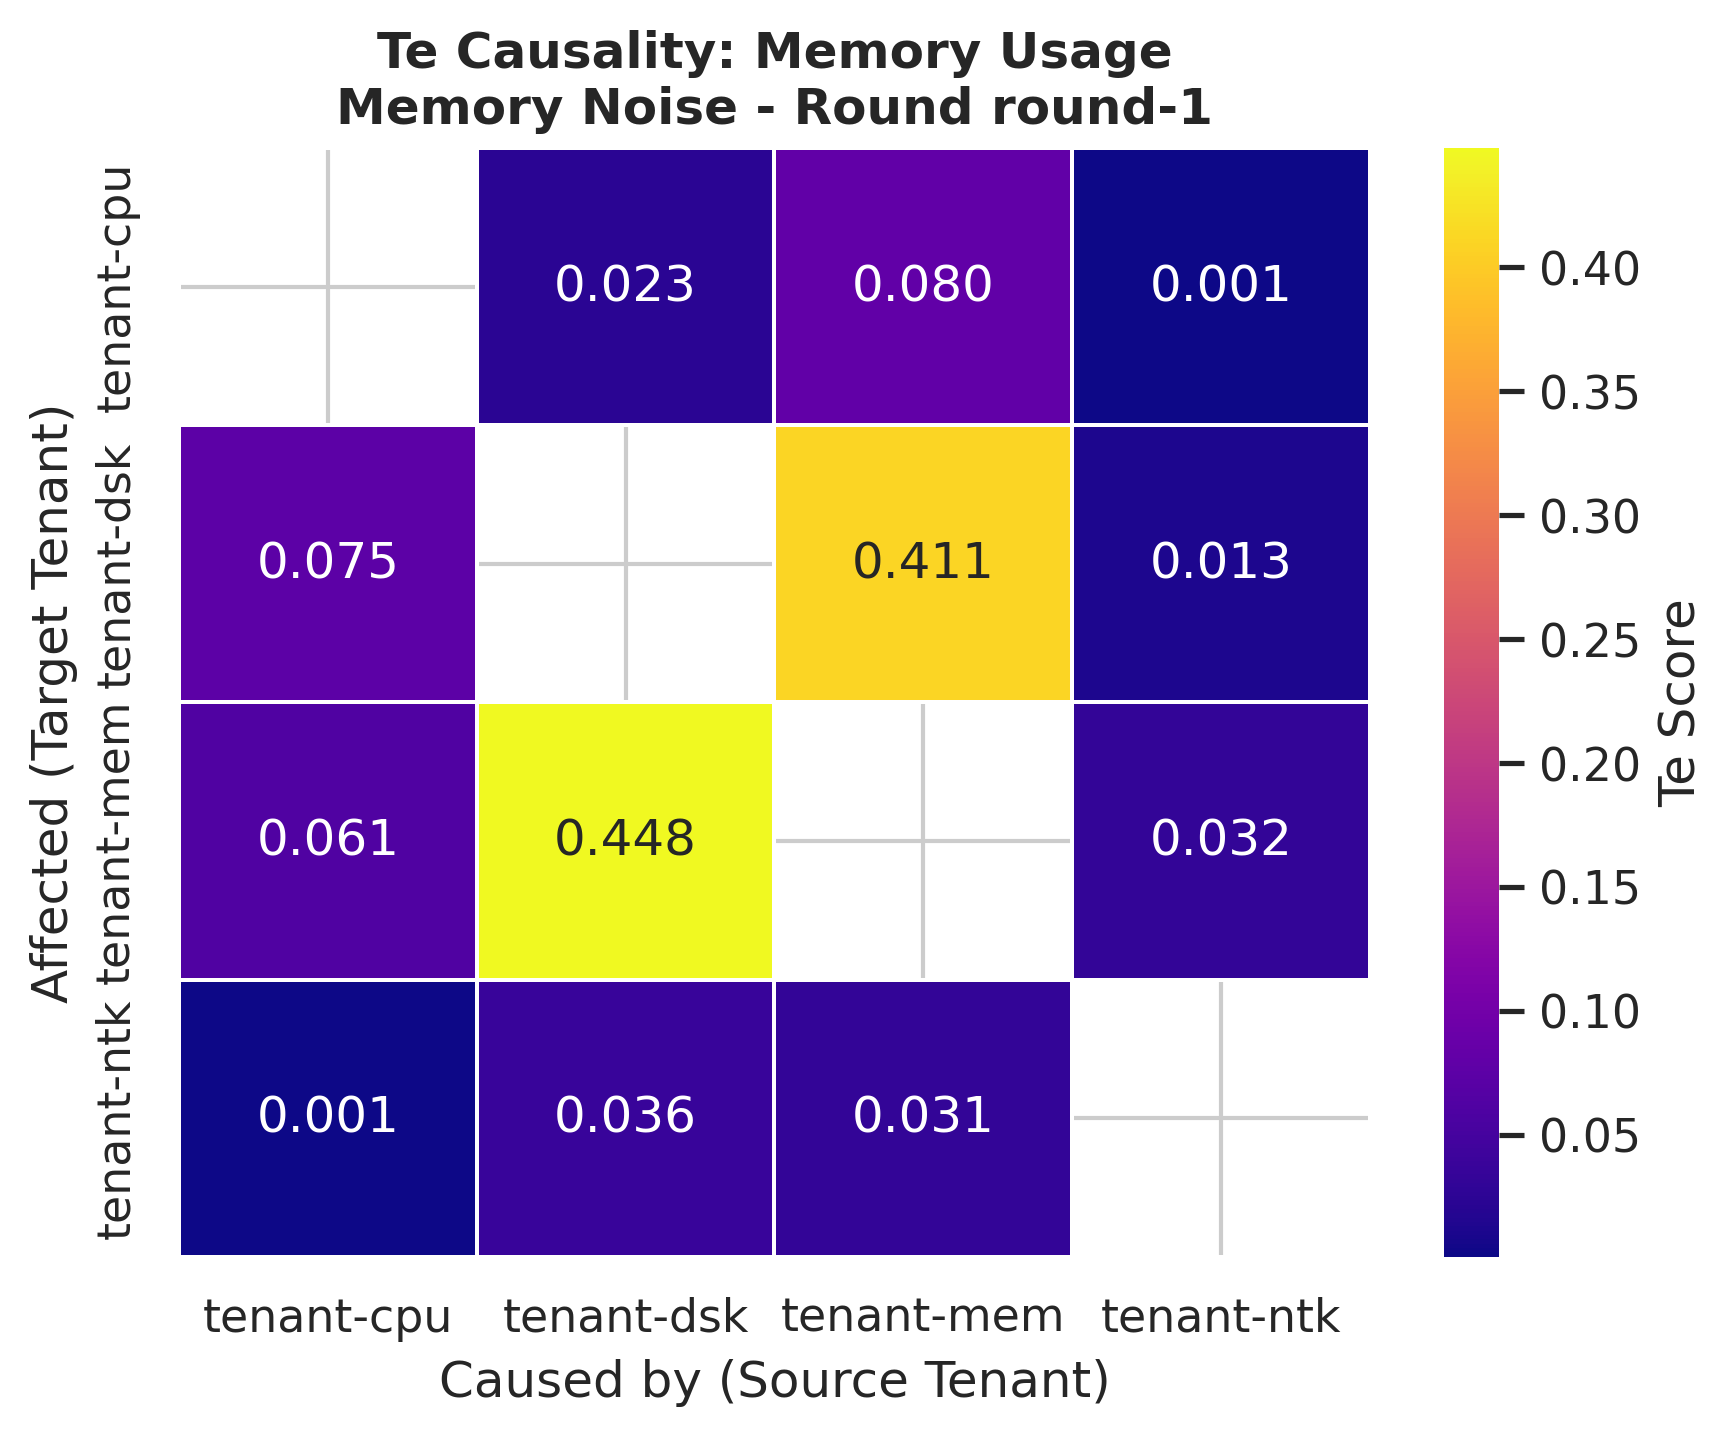 Te Causality: Memory Usage
Memory Noise - Round round-1
Affected (Target Tenant)
tenant-cpu
0.023 0.080 0.001
tenant-dsk
0.075 0.411 0.013
tenant-mem
0.061 0.448 0.032
tenant-ntk
0.001 0.036 0.031
tenant-cpu tenant-dsk tenant-mem tenant-ntk
Caused by (Source Tenant)
0.40
0.35
0.30
0.25
0.20
0.15
0.10
0.05
Te Score